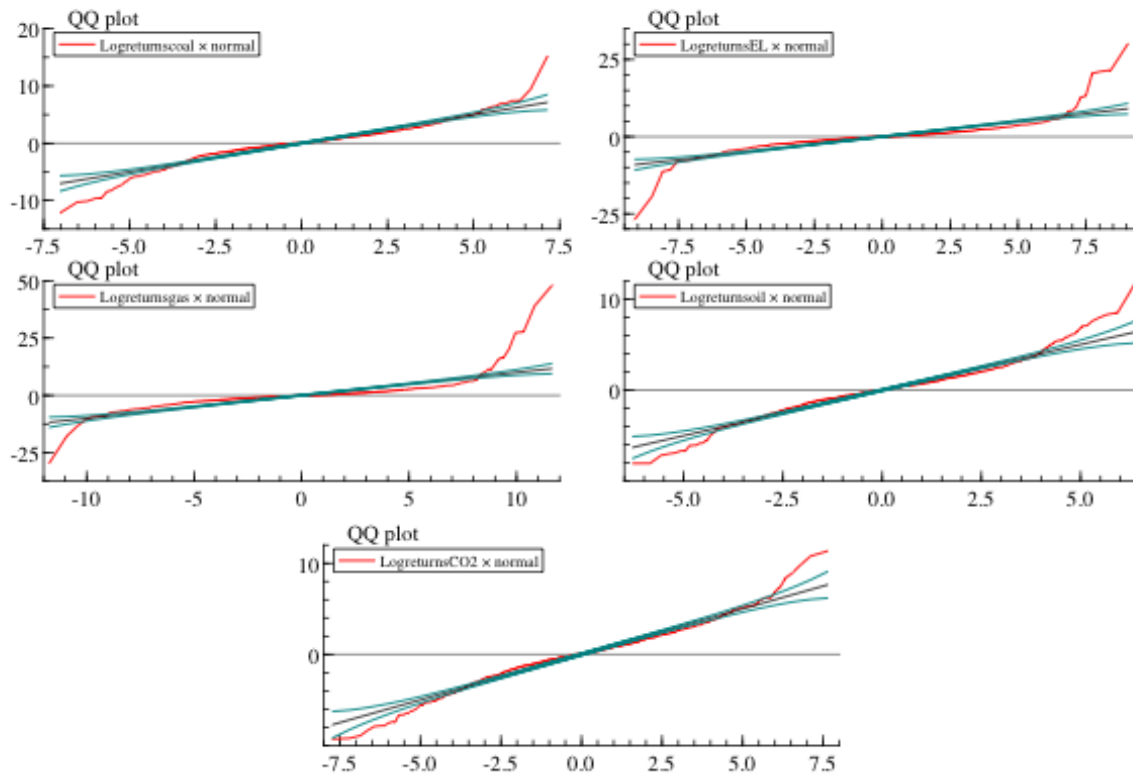 QQ plot
Logreturnscoal × normal
20
10
0
-10
-7.5 -5.0 -2.5 0.0 2.5 5.0 7.5
QQ plot
LogreturnsEL × normal
25
0
-25
-7.5 -5.0 -2.5 0.0 2.5 5.0 7.5
QQ plot
Logreturnsgas × normal
50
25
0
-25
-10 -5 0 5 10
QQ plot
Logreturnsoil × normal
10
0
-5.0 -2.5 0.0 2.5 5.0
QQ plot
LogreturnsCO2 × normal
10
0
-7.5 -5.0 -2.5 0.0 2.5 5.0 7.5